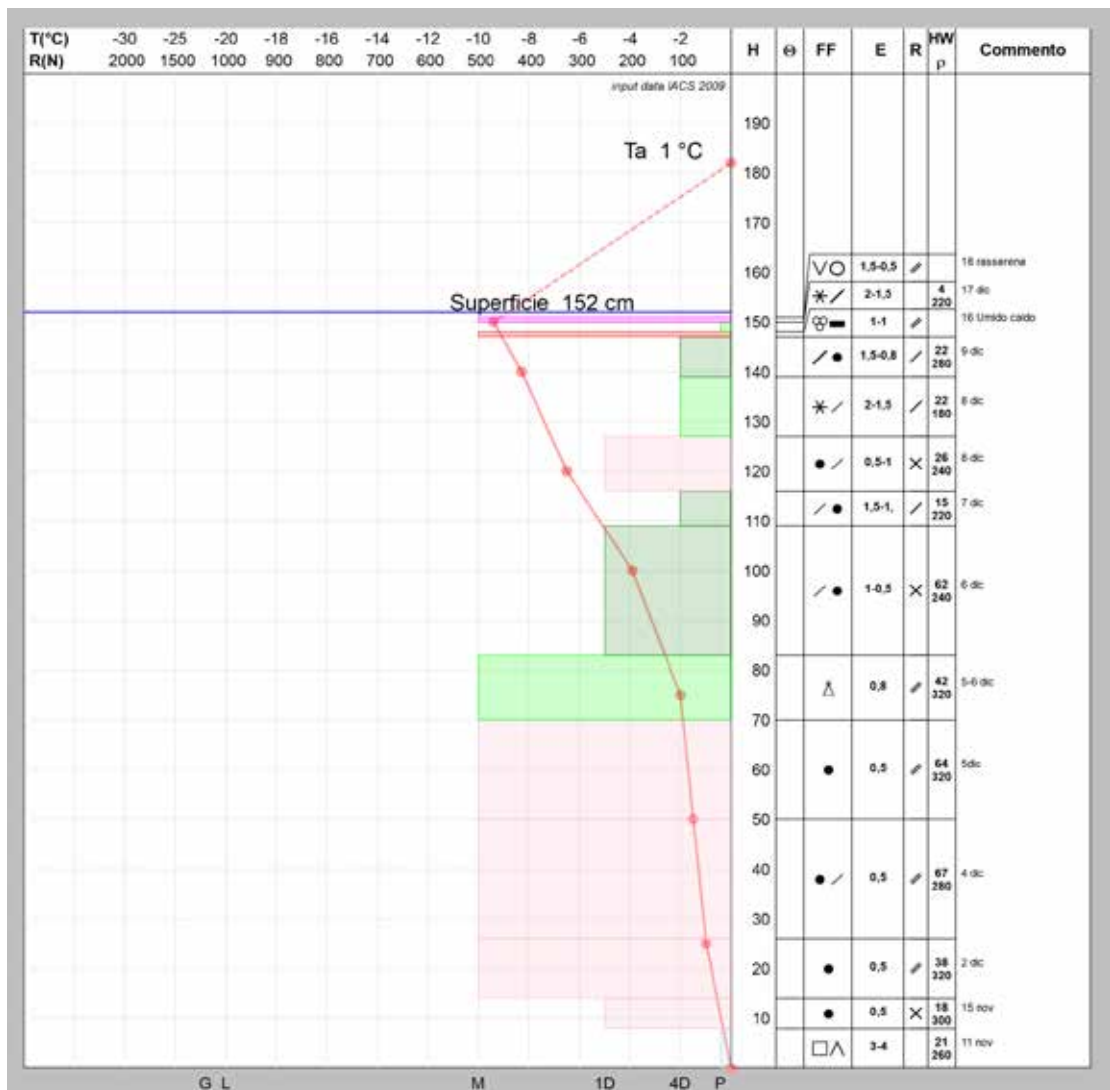 T(°C) -30 -25 -20 -18 -16 -14 -12 -10 -8 -6 -4 -2 H Θ FF E R HW Commento
R(N) 2000 1500 1000 900 800 700 600 500 400 300 200 100 ρ
input data IACS 2009
190
Ta 1 °C
180
170
160 1,5-0,5 18 rasserena
Superficie 152 cm
2-1,5 4 220 17 dic
150 1-1 16 Umido caldo
140 1,5-0,8 22 280 9 dic
130 2-1,5 22 180 8 dic
120 0,5-1 26 240 8 dic
110 1,5-1, 15 220 7 dic
100 1-0,5 62 240 6 dic
90
80 0,8 42 320 5-6 dic
70
60 0,5 64 320 5dic
50
40 0,5 67 280 4 dic
30
20 0,5 38 320 2 dic
10 0,5 18 300 15 nov
3-4 21 260 11 nov
G L M 1D 4D P